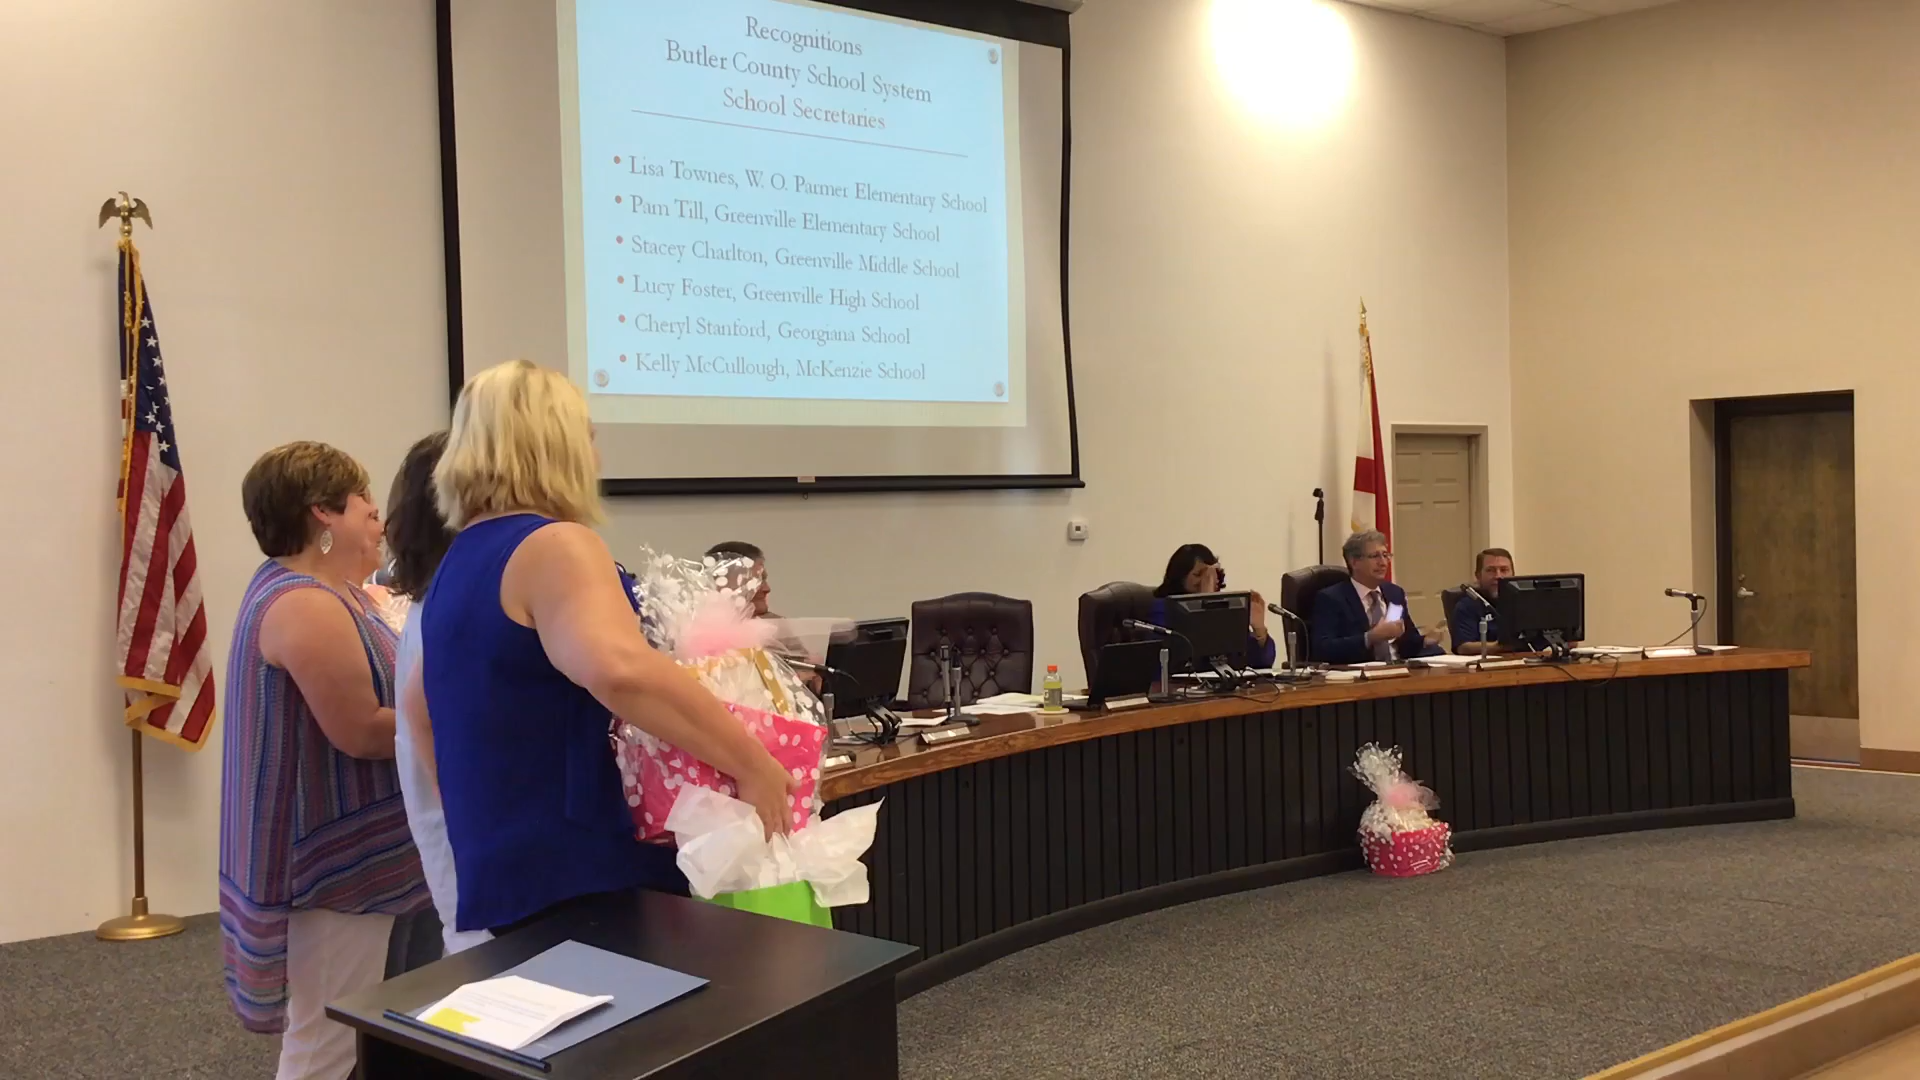 Recognitions
Butler County School System
School Secretaries
• Lisa Townes, W. O. Parmer Elementary School
• Pam Till, Greenville Elementary School
• Stacey Charlton, Greenville Middle School
• Lucy Foster, Greenville High School
• Cheryl Stanford, Georgiana School
• Kelly McCullough, McKenzie School